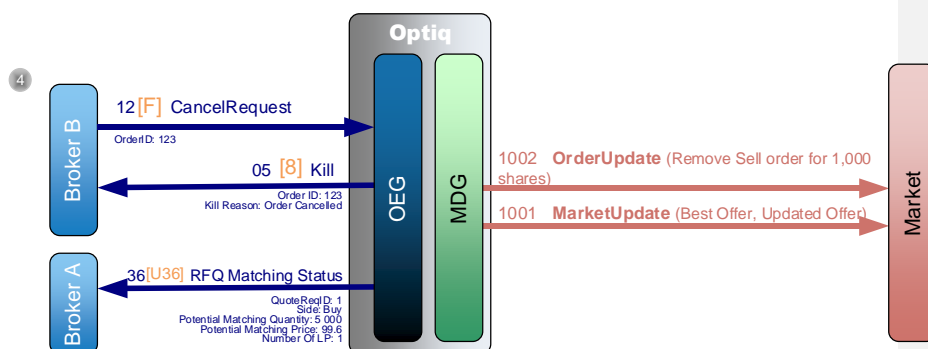 Optiq
4
12 [F] CancelRequest
OrderID: 123
05 [8] Kill
Order ID: 123
Kill Reason: Order Cancelled
Broker B
36[U36] RFQ Matching Status
QuoteReqID: 1
Side: Buy
Potential Matching Quantity: 5 000
Potential Matching Price: 99.6
Number Of LP: 1
Broker A
OEG
MDG
1002 OrderUpdate (Remove Sell order for 1,000
shares)
1001 MarketUpdate (Best Offer, Updated Offer)
Market